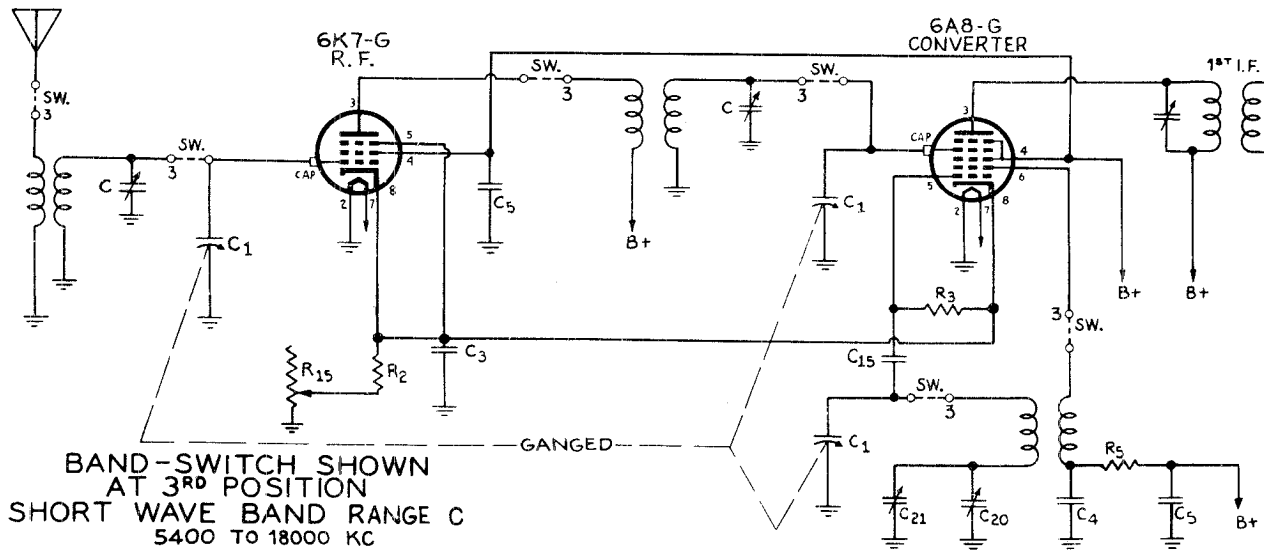 6K7-G
R. F.
6A8-G
CONVERTER
1ST I.F.
SW.
3
SW.
3
C
C1
CAP
3
5
4
8
2
7
C5
SW.
3
B+
C
SW.
3
C1
CAP
3
4
6
5
2
7
8
B+
B+
R3
3
SW.
C15
SW.
3
C1
C21
C20
C4
R5
C5
B+
R15
R2
C3
GANGED
BAND-SWITCH SHOWN
AT 3RD POSITION
SHORT WAVE BAND RANGE C
5400 TO 18000 KC